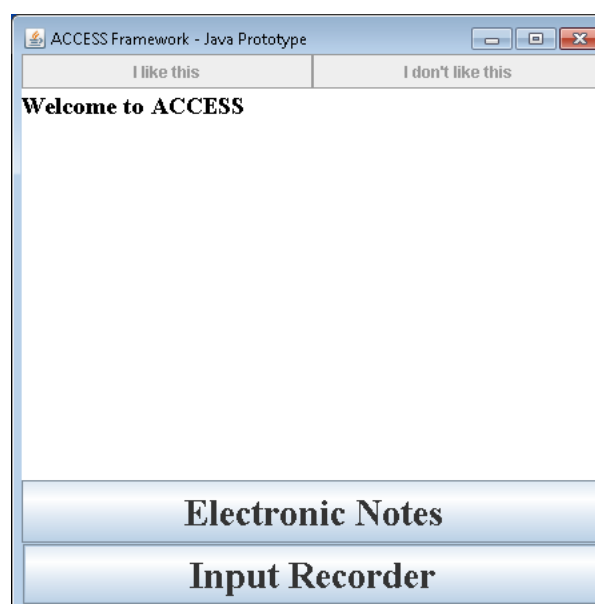 ACCESS Framework - Java Prototype
I like this I don't like this
Welcome to ACCESS
Electronic Notes
Input Recorder